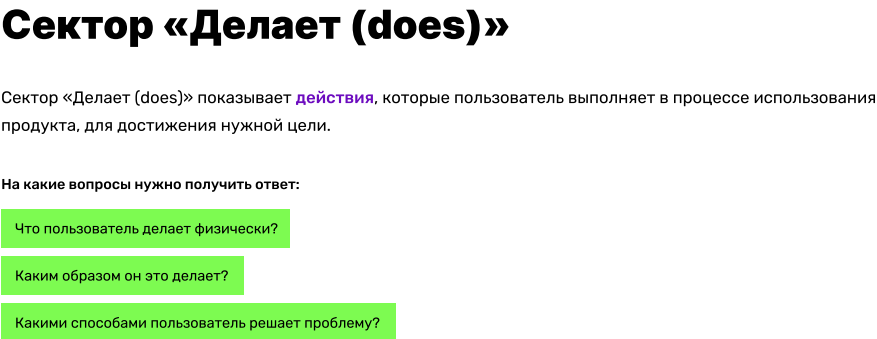 Сектор «Делает (does)»
Сектор «Делает (does)» показывает действия, которые пользователь выполняет в процессе использования
продукта, для достижения нужной цели.
На какие вопросы нужно получить ответ:
Что пользователь делает физически?
Каким образом он это делает?
Какими способами пользователь решает проблему?